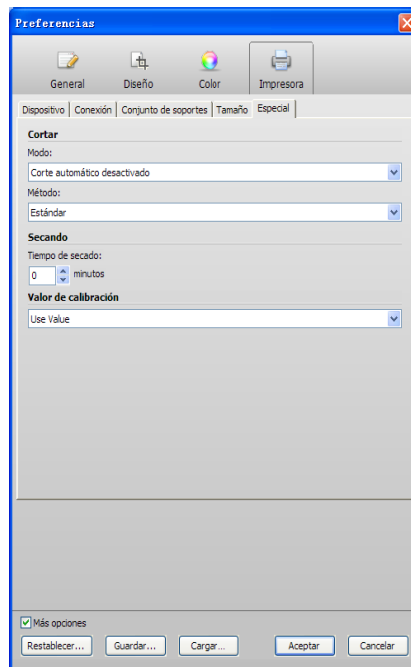 Preferencias
General Diseño Color Impresora
Dispositivo Conexión Conjunto de soportes Tamaño Especial
Cortar
Modo:
Corte automático desactivado
Método:
Estándar
Secando
Tiempo de secado:
0 minutos
Valor de calibración
Use Value
Más opciones
Restablecer... Guardar... Cargar... Aceptar Cancelar